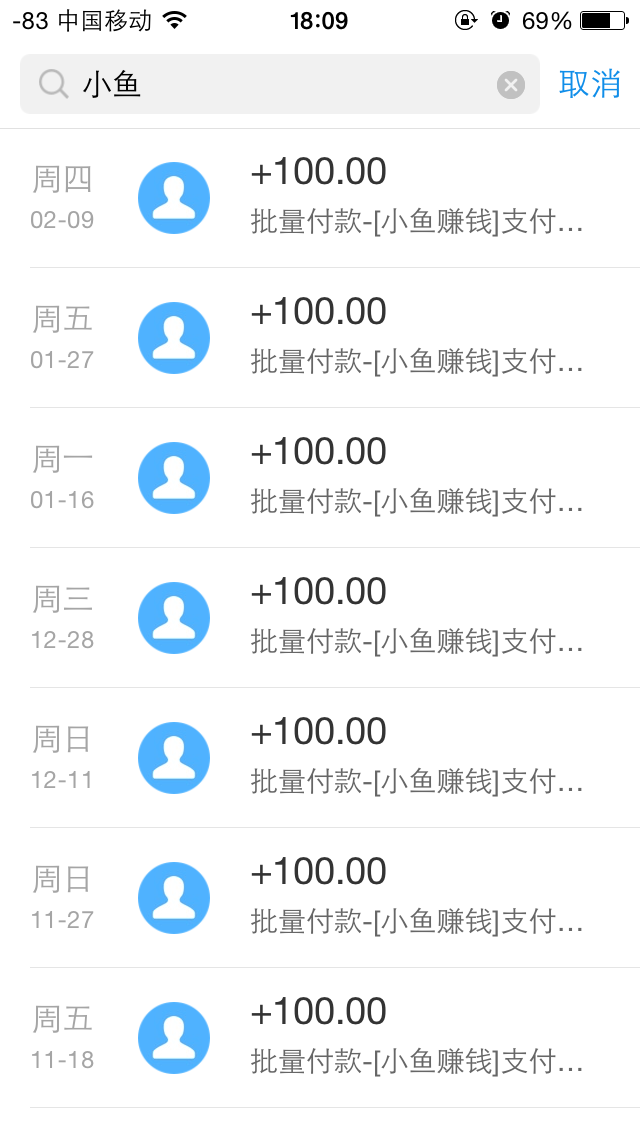 -83 中国移动 18:09 69%
小鱼 取消
周四 +100.00
02-09 批量付款-[小鱼赚钱]支付...
周五 +100.00
01-27 批量付款-[小鱼赚钱]支付...
周一 +100.00
01-16 批量付款-[小鱼赚钱]支付...
周三 +100.00
12-28 批量付款-[小鱼赚钱]支付...
周日 +100.00
12-11 批量付款-[小鱼赚钱]支付...
周日 +100.00
11-27 批量付款-[小鱼赚钱]支付...
周五 +100.00
11-18 批量付款-[小鱼赚钱]支付...